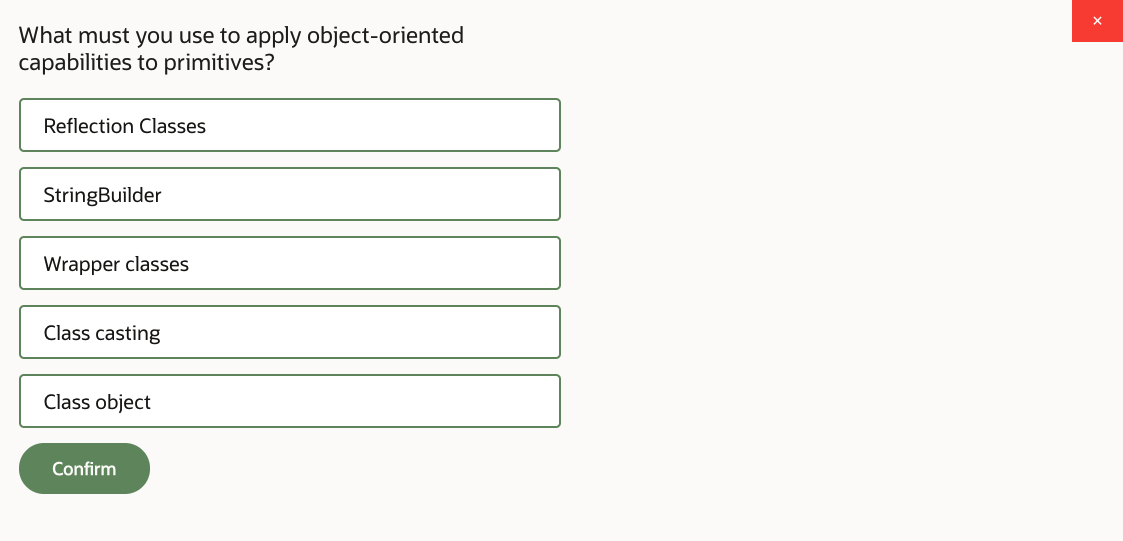 What must you use to apply object-oriented
capabilities to primitives?
×
Reflection Classes
StringBuilder
Wrapper classes
Class casting
Class object
Confirm